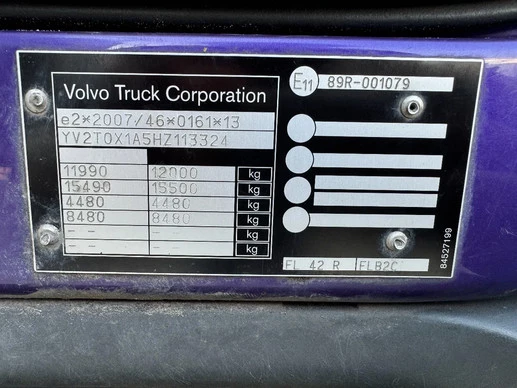 Volvo Truck Corporation
e2*2007/46*0161*13
YV2T0X1A5HZ113324
11990 12000 kg
15490 15500 kg
4480 4480 kg
8480 8480 kg
-- -- kg
-- -- kg
E11 89R-001079
FL 42 R FLB2C
84527199